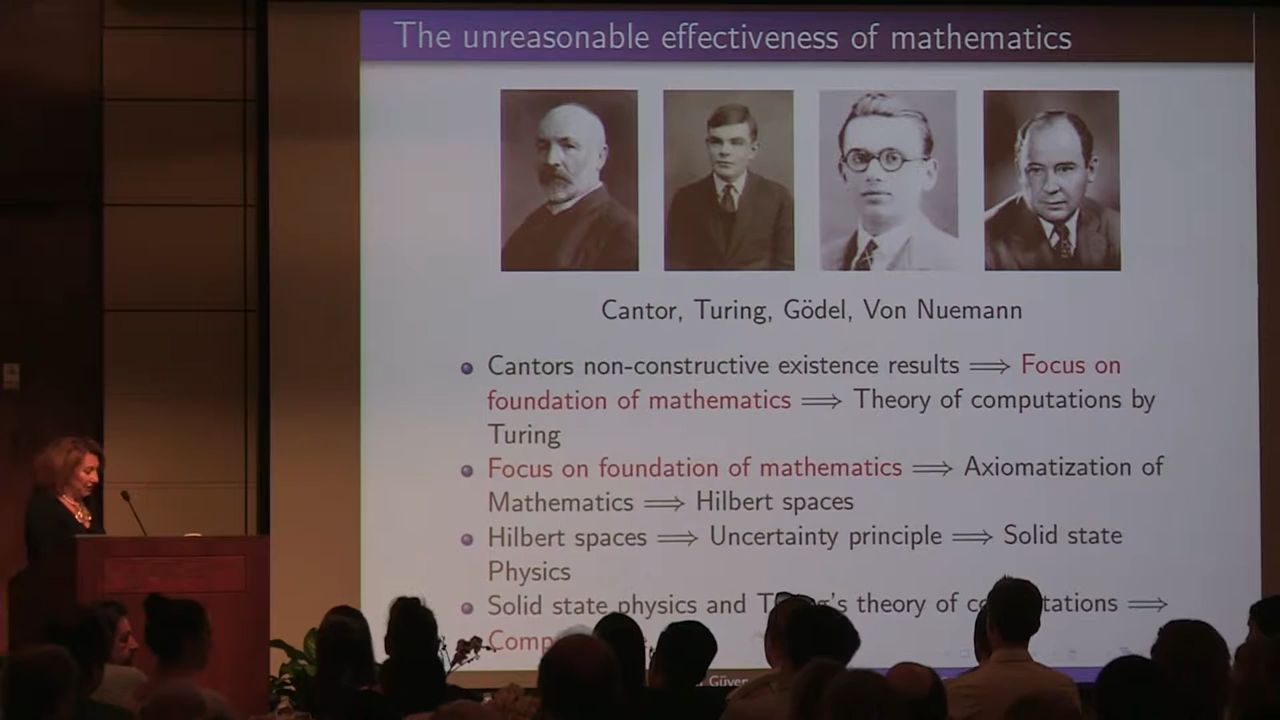 The unreasonable effectiveness of mathematics
Cantor, Turing, Gödel, Von Nuemann
Cantors non-constructive existence results ⟹ Focus on
foundation of mathematics ⟹ Theory of computations by
Turing
Focus on foundation of mathematics ⟹ Axiomatization of
Mathematics ⟹ Hilbert spaces
Hilbert spaces ⟹ Uncertainty principle ⟹ Solid state
Physics
Solid state physics and theory of ⟹